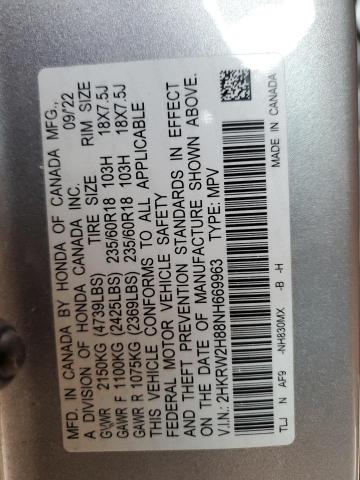 MFD. IN CANADA BY HONDA OF CANADA MFG.,
A DIVISION OF HONDA CANADA INC. 09/22
TIRE SIZE RIM SIZE
GVWR 2150KG (4739LBS)
GAWR F 1100KG (2425LBS) 235/60R18 103H 18X7.5J
GAWR R 1075KG (2369LBS) 235/60R18 103H 18X7.5J
THIS VEHICLE CONFORMS TO ALL APPLICABLE
FEDERAL MOTOR VEHICLE SAFETY
AND THEFT PREVENTION STANDARDS IN EFFECT
ON THE DATE OF MANUFACTURE SHOWN ABOVE.
V.I.N.: 2HKRW2H88NH669963 TYPE: MPV
TLJ N AF9 -NH830MX -B -H MADE IN CANADA